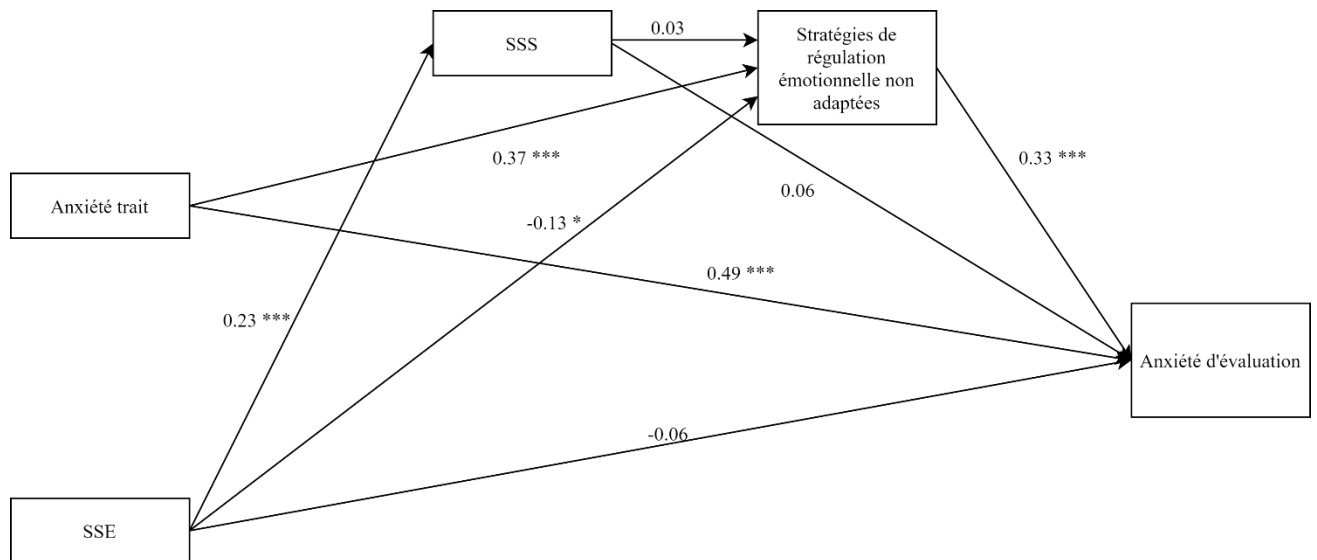 SSS
0.03
Stratégies de
régulation
émotionnelle non
adaptées
0.37 ***
0.33 ***
Anxiété trait
0.06
-0.13 *
0.49 ***
0.23 ***
Anxiété d'évaluation
-0.06
SSE